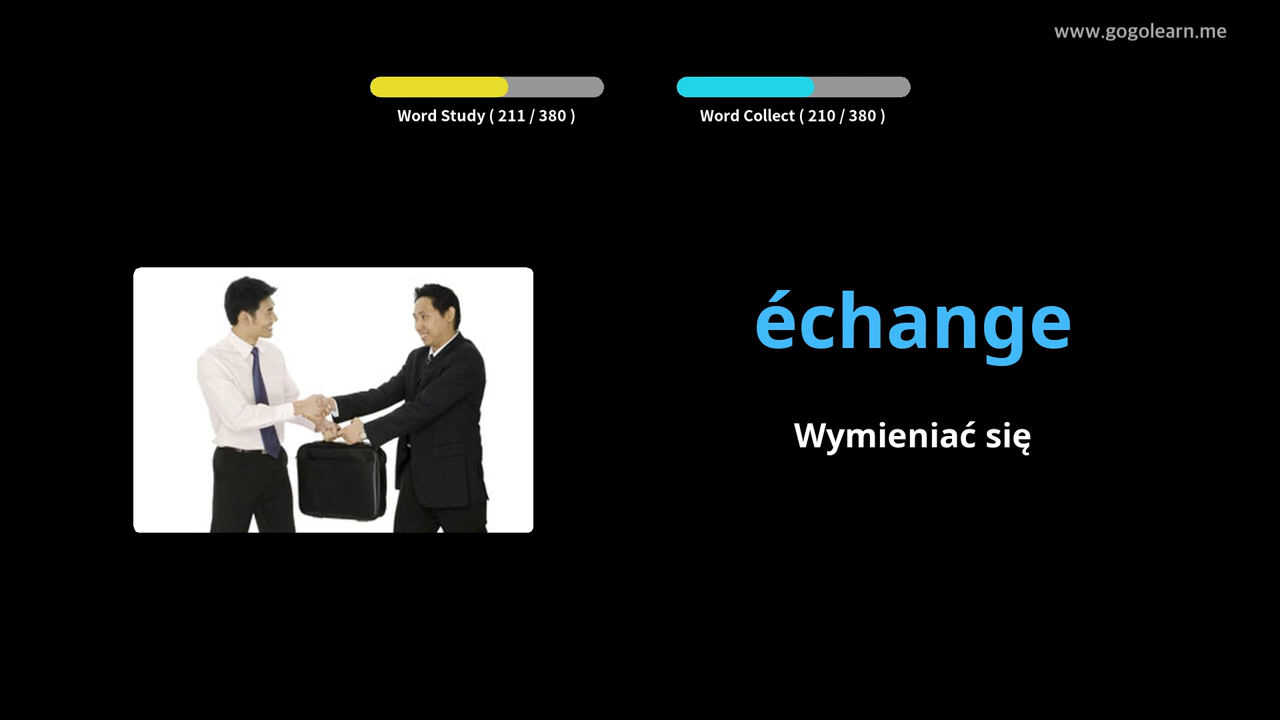 www.gogolearn.me
Word Study ( 211 / 380 )
Word Collect ( 210 / 380 )
échange
Wymieniać się